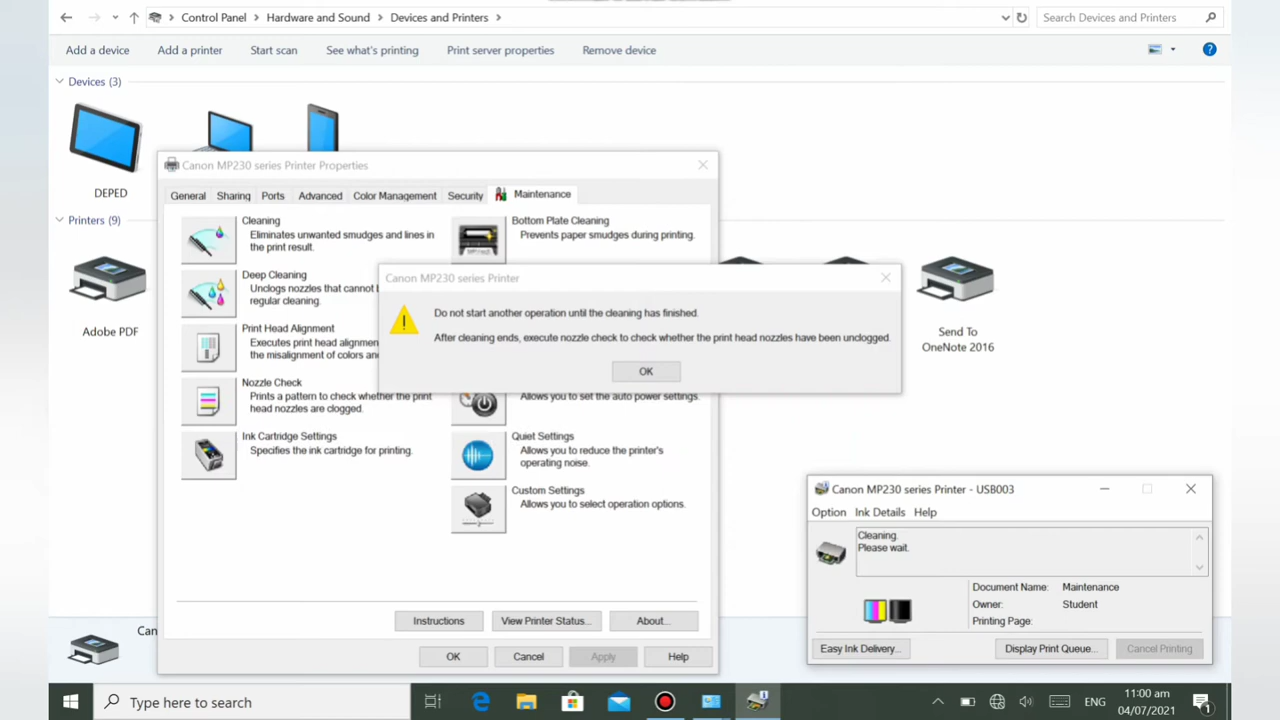 Control Panel > Hardware and Sound > Devices and Printers >
Search Devices and Printers
Add a device
Add a printer
Start scan
See what's printing
Print server properties
Remove device
Devices (3)
DEPED
Printers (9)
Adobe PDF
Send To
OneNote 2016
Can
Canon MP230 series Printer Properties
General
Sharing
Ports
Advanced
Color Management
Security
Maintenance
Cleaning
Eliminates unwanted smudges and lines in
the print result.
Bottom Plate Cleaning
Prevents paper smudges during printing.
Deep Cleaning
Unclogs nozzles that cannot b
regular cleaning.
Print Head Alignment
Executes print head alignmen
the misalignment of colors an
Nozzle Check
Prints a pattern to check whether the print
head nozzles are clogged.
Allows you to set the auto power settings.
Ink Cartridge Settings
Specifies the ink cartridge for printing.
Quiet Settings
Allows you to reduce the printer's
operating noise.
Custom Settings
Allows you to select operation options.
Instructions
View Printer Status...
About...
OK
Cancel
Apply
Help
Canon MP230 series Printer
Do not start another operation until the cleaning has finished.
After cleaning ends, execute nozzle check to check whether the print head nozzles have been unclogged.
OK
Canon MP230 series Printer - USB003
Option
Ink Details
Help
Cleaning.
Please wait.
Document Name: Maintenance
Owner: Student
Printing Page:
Easy Ink Delivery...
Display Print Queue...
Cancel Printing
Type here to search
ENG
11:00 am
04/07/2021
1